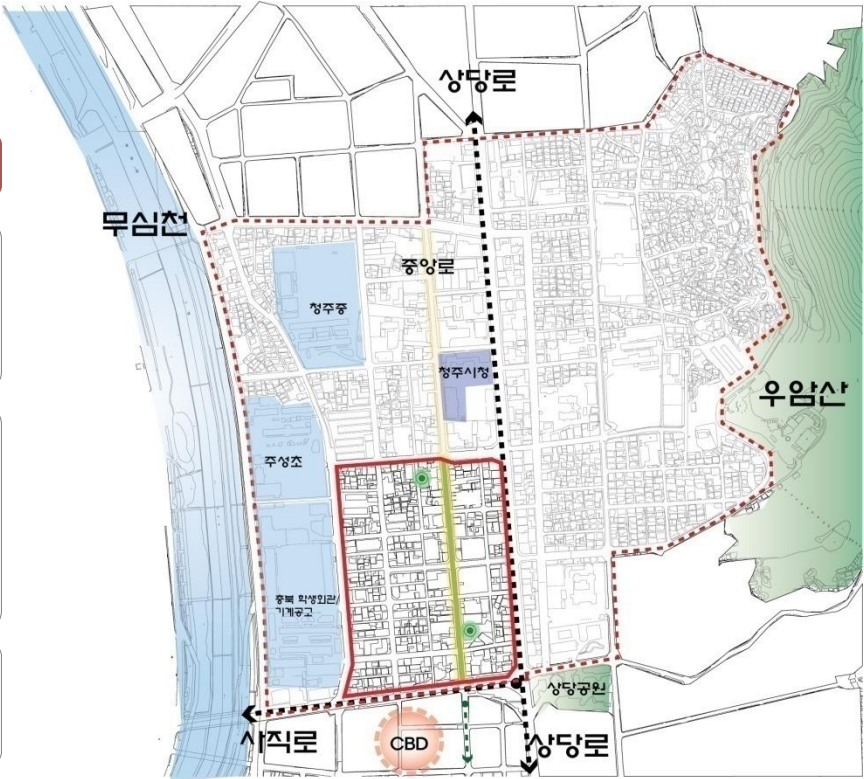 상당로
무심천
중앙로
청주중
청주시청
우암산
주성초
충북 학생회관/
기계공고
상당공원
사직로
CBD
상당로